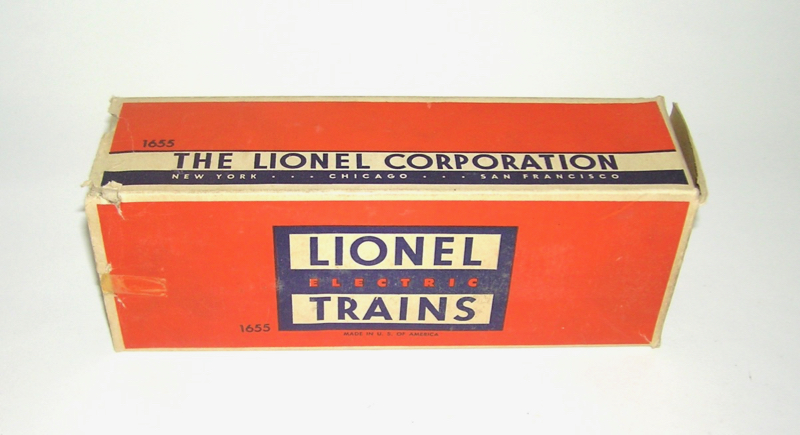 1655
THE LIONEL CORPORATION
NEW YORK · · · CHICAGO · · · SAN FRANCISCO
LIONEL
ELECTRIC
TRAINS
1655
MADE IN U. S. OF AMERICA